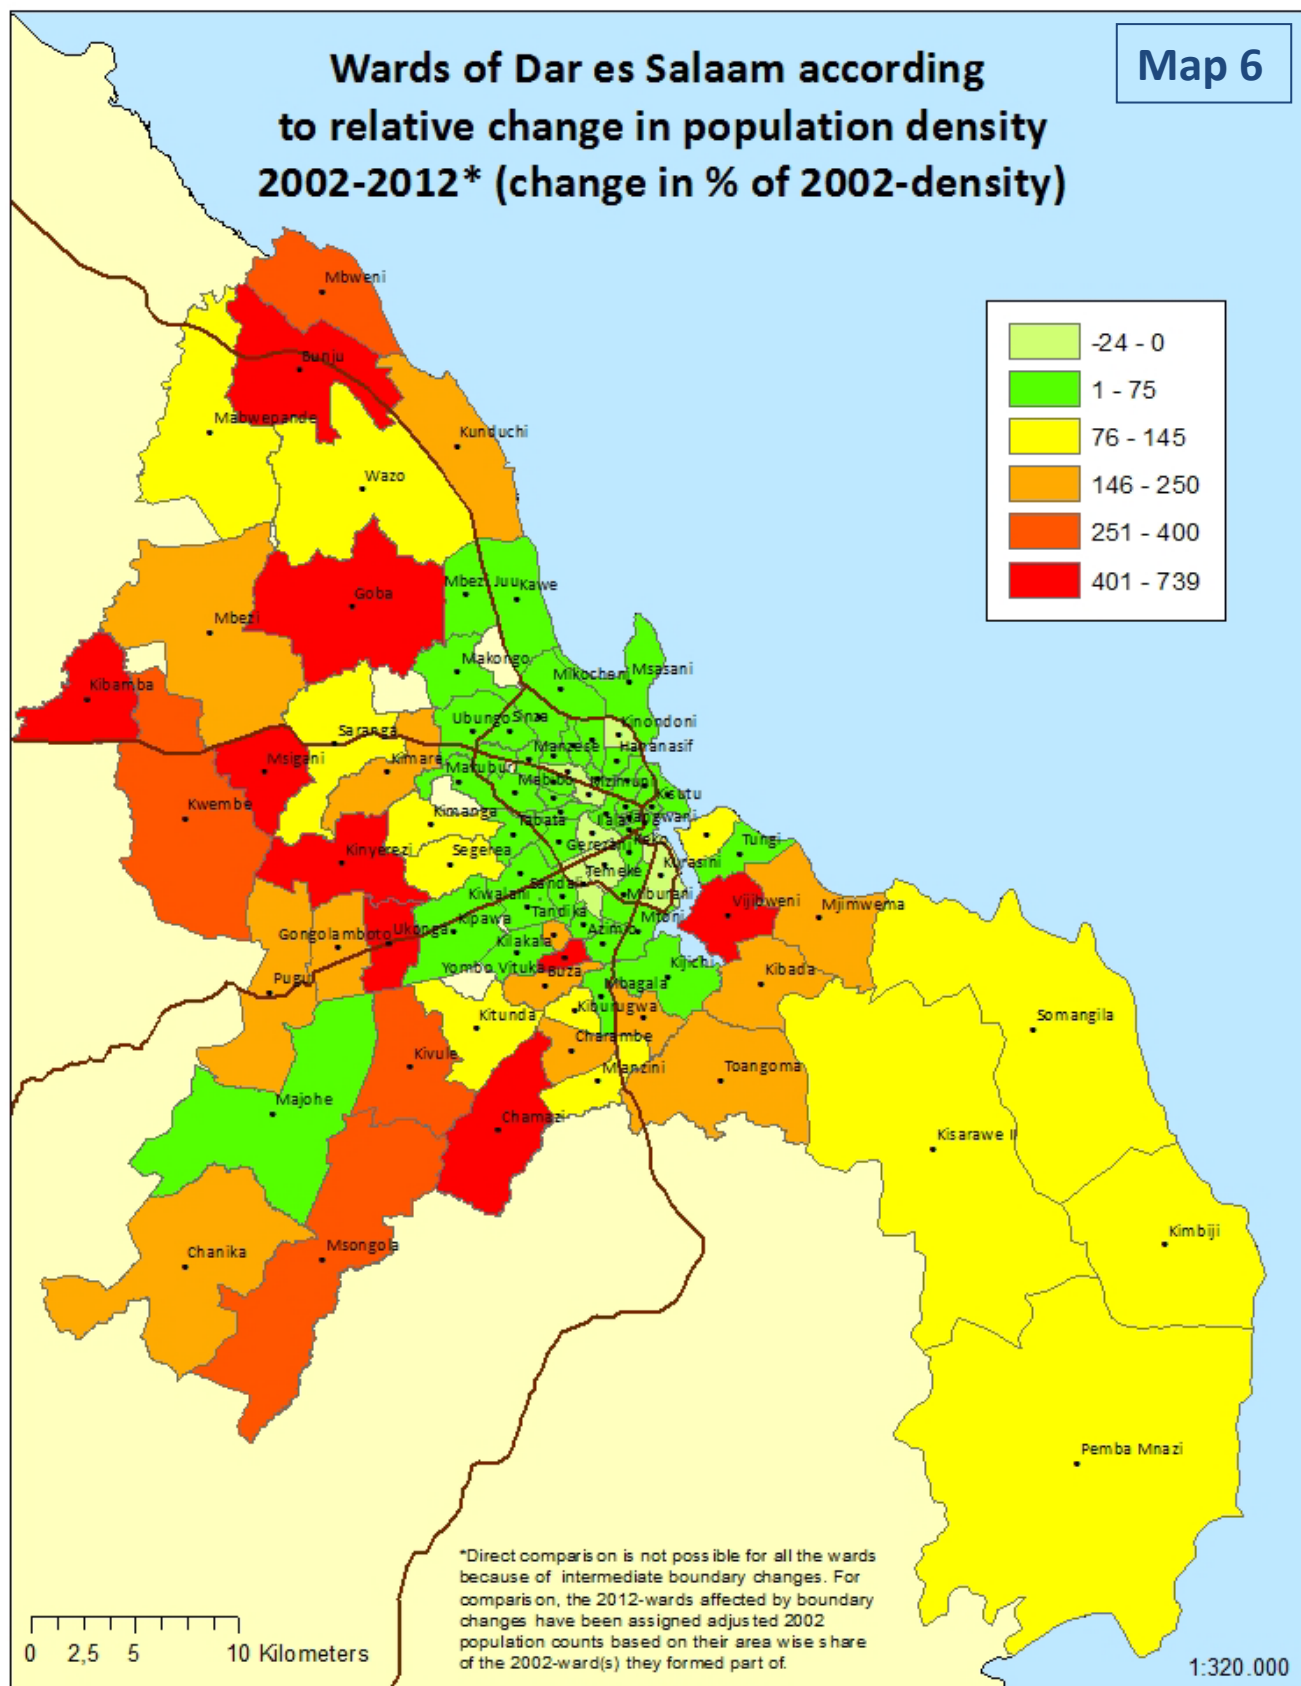 Map 6
Wards of Dar es Salaam according
to relative change in population density
2002-2012* (change in % of 2002-density)
-24 - 0
1 - 75
76 - 145
146 - 250
251 - 400
401 - 739
Mbweni
Bunju
Mabwepande
Kunduchi
Wazo
Mbezi Juu
Kawe
Goba
Mbezi
Makongo
Mikocheni
Msasani
Kibamba
Ubungo
Sinza
Kinondoni
Saranga
Manzese
Hananasif
Msigani
Kimara
Makuburi
Mabibo
Mzimuni
Kisutu
Kwembe
Kimanga
Tabata
Ilala
Kinyerezi
Segerea
Gerezani
Keko
Tungi
Temeke
Kurasini
Kiwalani
Sandali
Miburani
Vijibweni
Mjimwema
Gongolamboto
Ukonga
Kipawa
Tandika
Mtoni
Kilakala
Azimio
Pugu
Yombo Vituka
Buza
Kijichi
Kibada
Mbagala
Kitunda
Kiburugwa
Somangila
Kivule
Charambe
Mianzini
Toangoma
Majohe
Chamazi
Kisarawe II
Chanika
Msongola
Kimbiji
Pemba Mnazi
*Direct comparison is not possible for all the wards
because of intermediate boundary changes. For
comparison, the 2012-wards affected by boundary
changes have been assigned adjusted 2002
population counts based on their area wise share
of the 2002-ward(s) they formed part of.
0 2,5 5 10 Kilometers
1:320.000